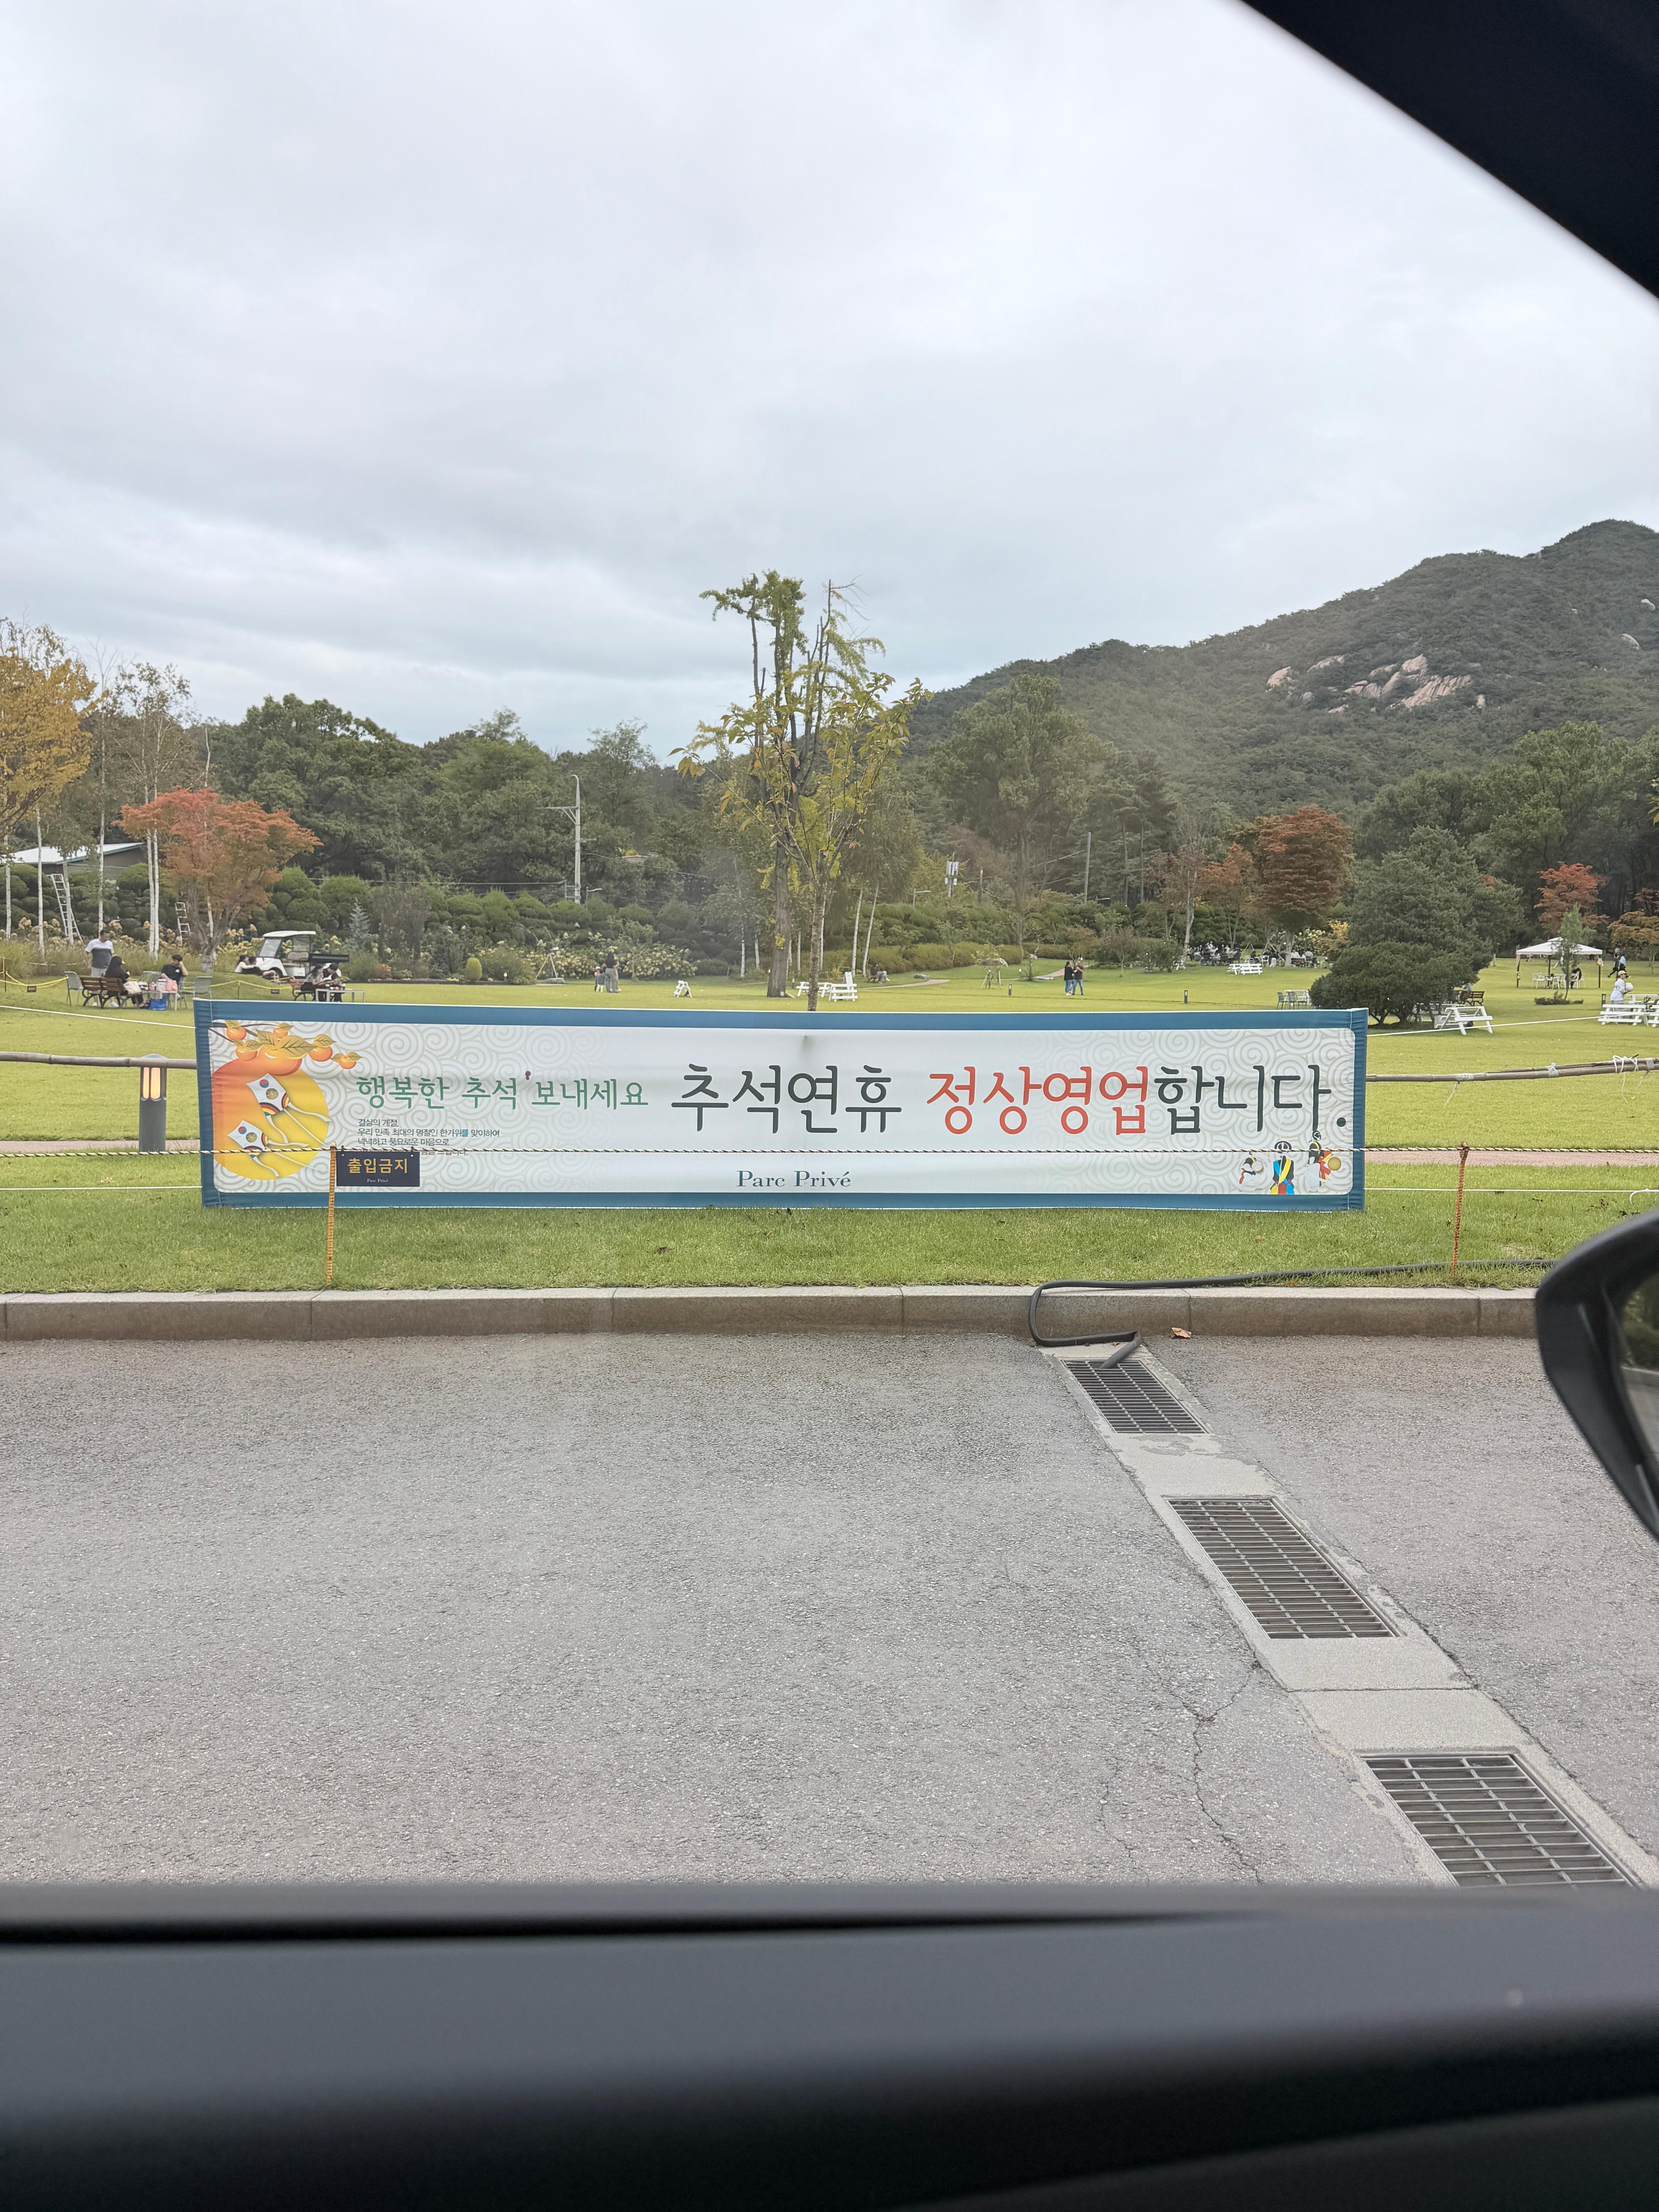 행복한 추석 보내세요
추석연휴 정상영업합니다.
결실의 계절,
우리 민족 최대의 명절인 한가위를 맞이하여
넉넉하고 풍요로운 마음으로
출입금지
Parc Privé
Parc Privé